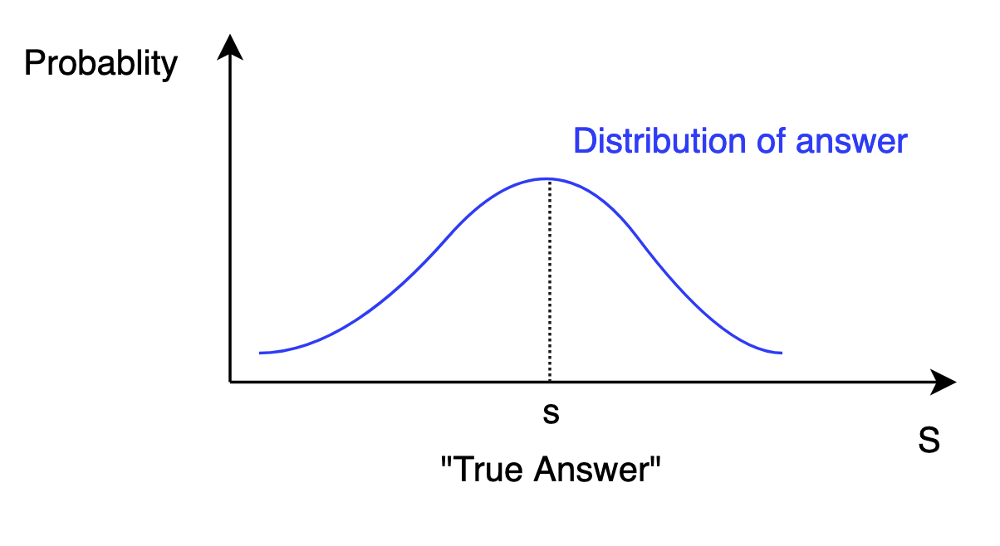 Probablity
Distribution of answer
s
S
"True Answer"